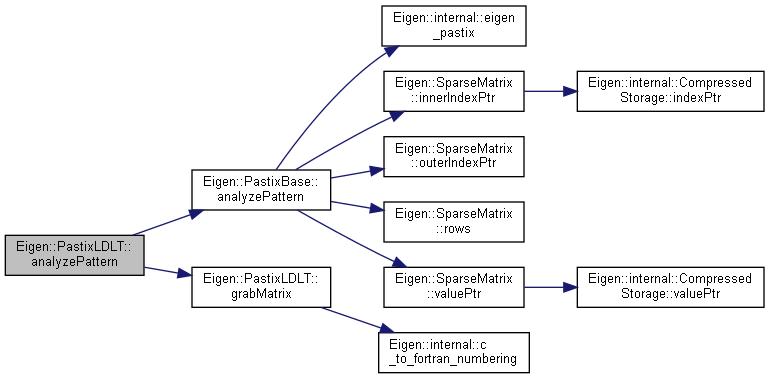 Eigen::internal::eigen
_pastix
Eigen::SparseMatrix
::innerIndexPtr
Eigen::internal::Compressed
Storage::indexPtr
Eigen::SparseMatrix
::outerIndexPtr
Eigen::PastixBase::
analyzePattern
Eigen::SparseMatrix
::rows
Eigen::PastixLDLT::
analyzePattern
Eigen::PastixLDLT::
grabMatrix
Eigen::SparseMatrix
::valuePtr
Eigen::internal::Compressed
Storage::valuePtr
Eigen::internal::c
_to_fortran_numbering